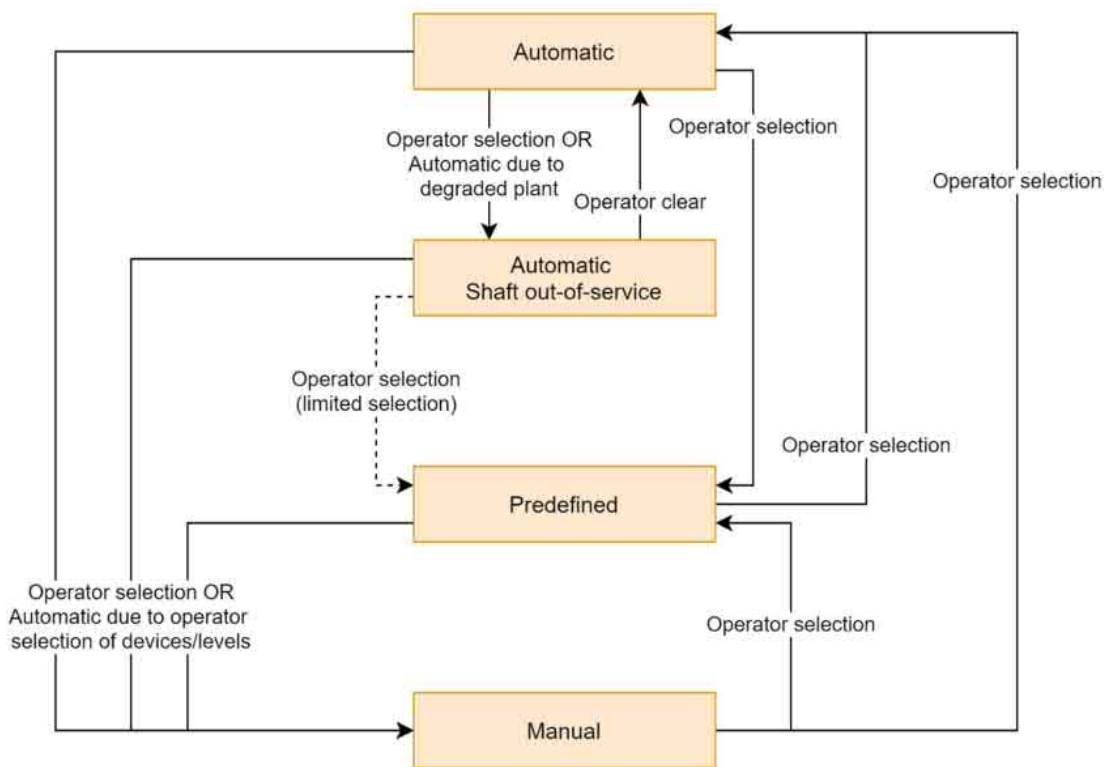 Automatic
Operator selection OR
Automatic due to
degraded plant
Operator selection
Operator selection
Operator clear
Automatic
Shaft out-of-service
Operator selection
(limited selection)
Operator selection
Predefined
Operator selection OR
Automatic due to operator
selection of devices/levels
Operator selection
Manual